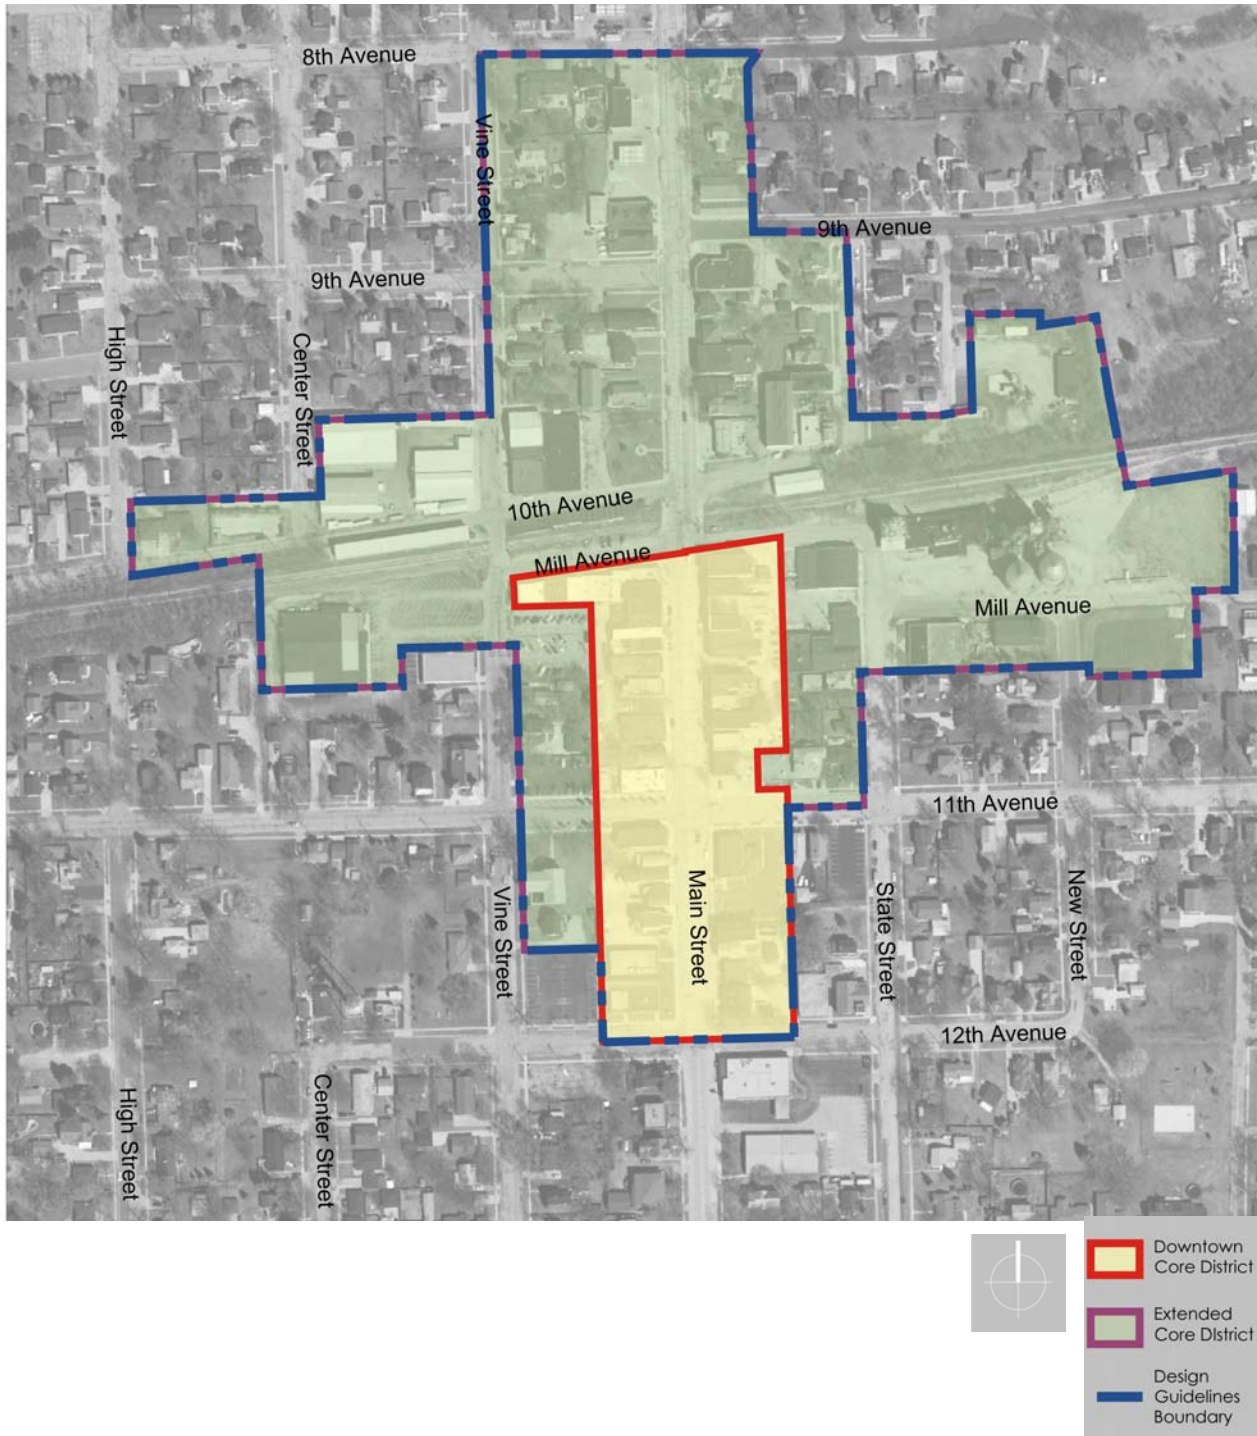 8th Avenue
Vine Street
9th Avenue
9th Avenue
High Street
Center Street
10th Avenue
Mill Avenue
Mill Avenue
11th Avenue
Main Street
Vine Street
State Street
New Street
12th Avenue
High Street
Center Street
Downtown
Core District
Extended
Core DIstrict
Design
Guidelines
Boundary